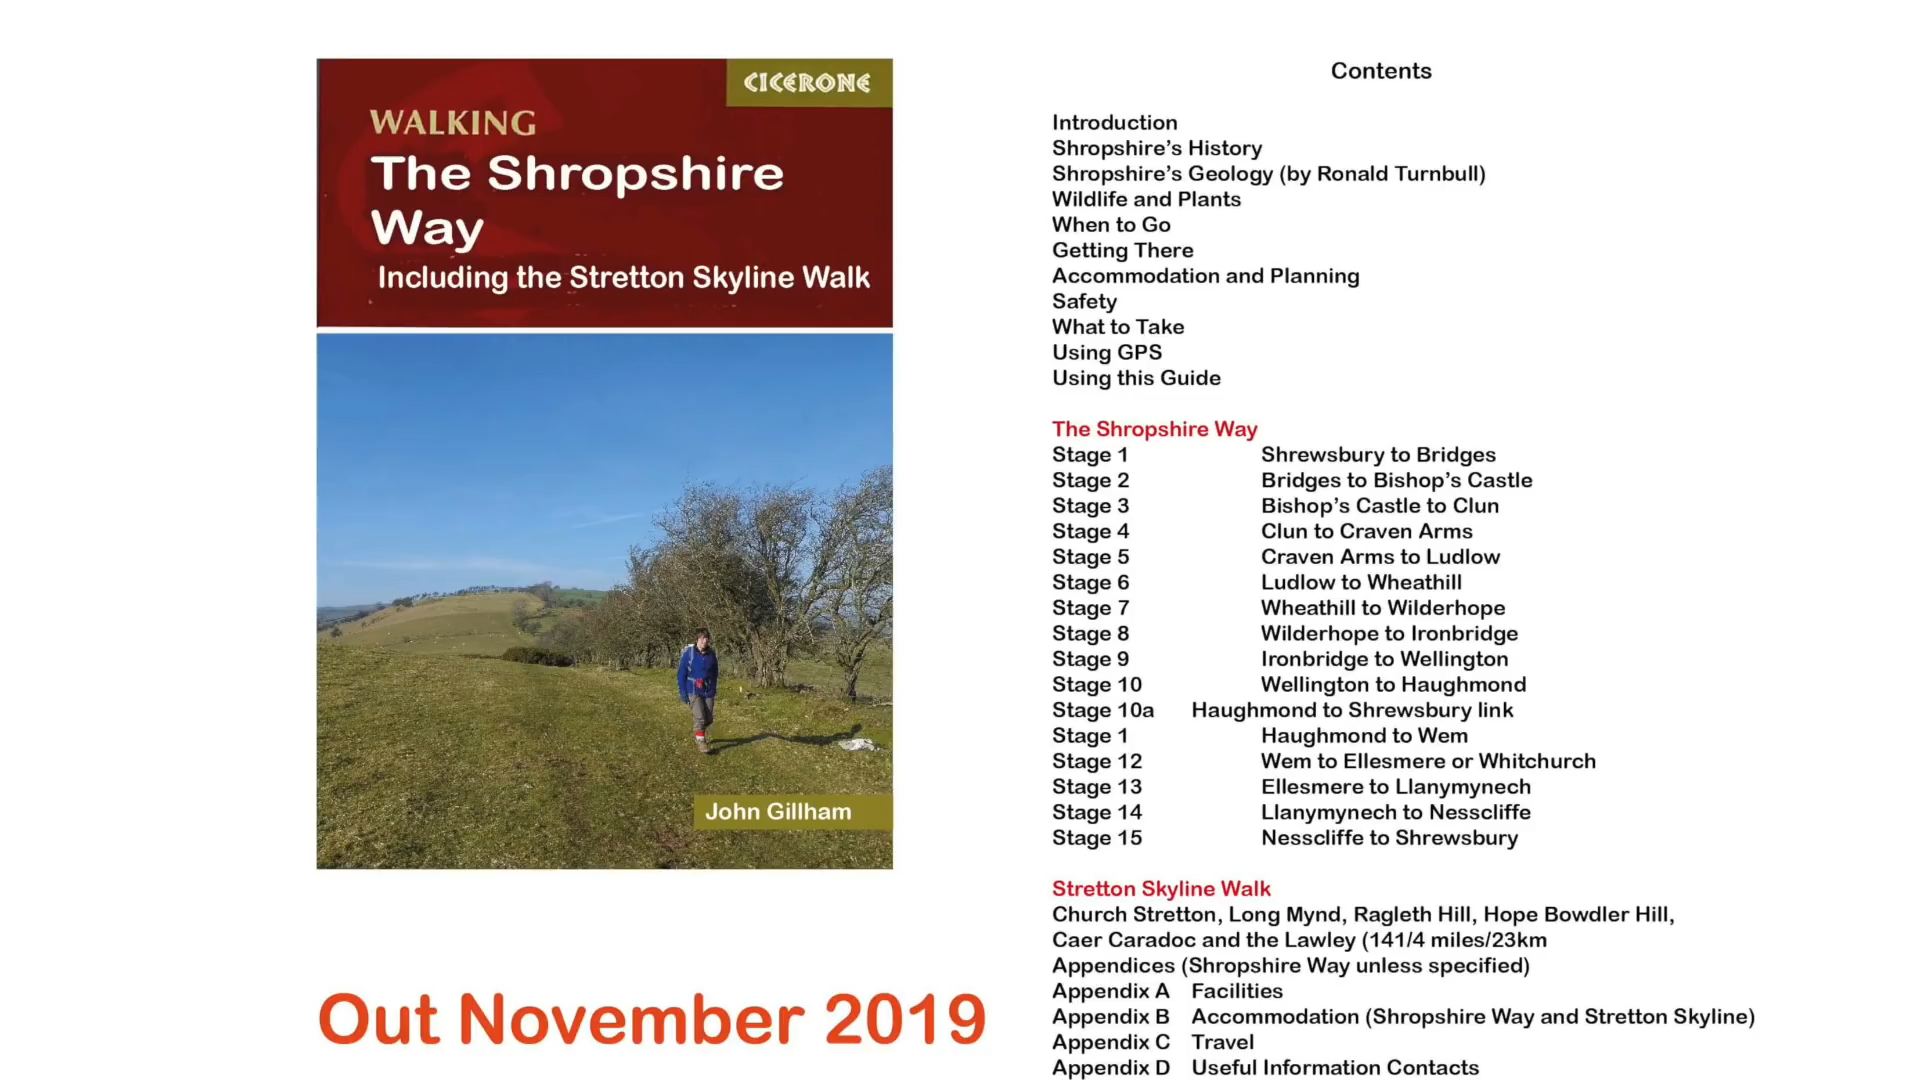 CICERONE
WALKING
The Shropshire
Way
Including the Stretton Skyline Walk
John Gillham
Out November 2019
Contents
Introduction
Shropshire’s History
Shropshire’s Geology (by Ronald Turnbull)
Wildlife and Plants
When to Go
Getting There
Accommodation and Planning
Safety
What to Take
Using GPS
Using this Guide
The Shropshire Way
Stage 1 Shrewsbury to Bridges
Stage 2 Bridges to Bishop’s Castle
Stage 3 Bishop’s Castle to Clun
Stage 4 Clun to Craven Arms
Stage 5 Craven Arms to Ludlow
Stage 6 Ludlow to Wheathill
Stage 7 Wheathill to Wilderhope
Stage 8 Wilderhope to Ironbridge
Stage 9 Ironbridge to Wellington
Stage 10 Wellington to Haughmond
Stage 10a Haughmond to Shrewsbury link
Stage 1 Haughmond to Wem
Stage 12 Wem to Ellesmere or Whitchurch
Stage 13 Ellesmere to Llanymynech
Stage 14 Llanymynech to Nesscliffe
Stage 15 Nesscliffe to Shrewsbury
Stretton Skyline Walk
Church Stretton, Long Mynd, Ragleth Hill, Hope Bowdler Hill,
Caer Caradoc and the Lawley (141/4 miles/23km
Appendices (Shropshire Way unless specified)
Appendix A Facilities
Appendix B Accommodation (Shropshire Way and Stretton Skyline)
Appendix C Travel
Appendix D Useful Information Contacts